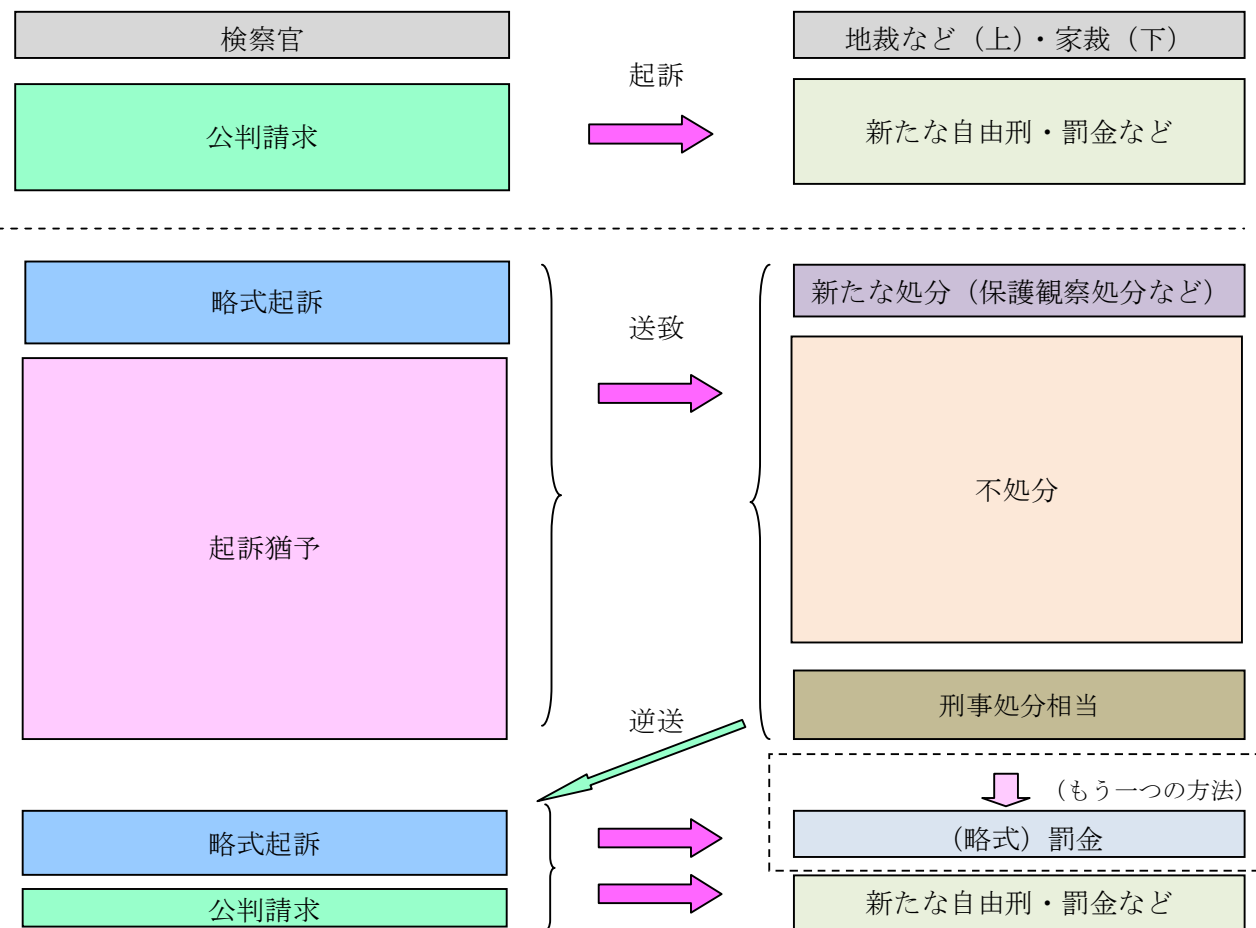 検察官
地裁など（上）・家裁（下）
起訴
公判請求
新たな自由刑・罰金など
略式起訴
新たな処分（保護観察処分など）
送致
起訴猶予
不処分
刑事処分相当
逆送
（もう一つの方法）
略式起訴
（略式）罰金
公判請求
新たな自由刑・罰金など